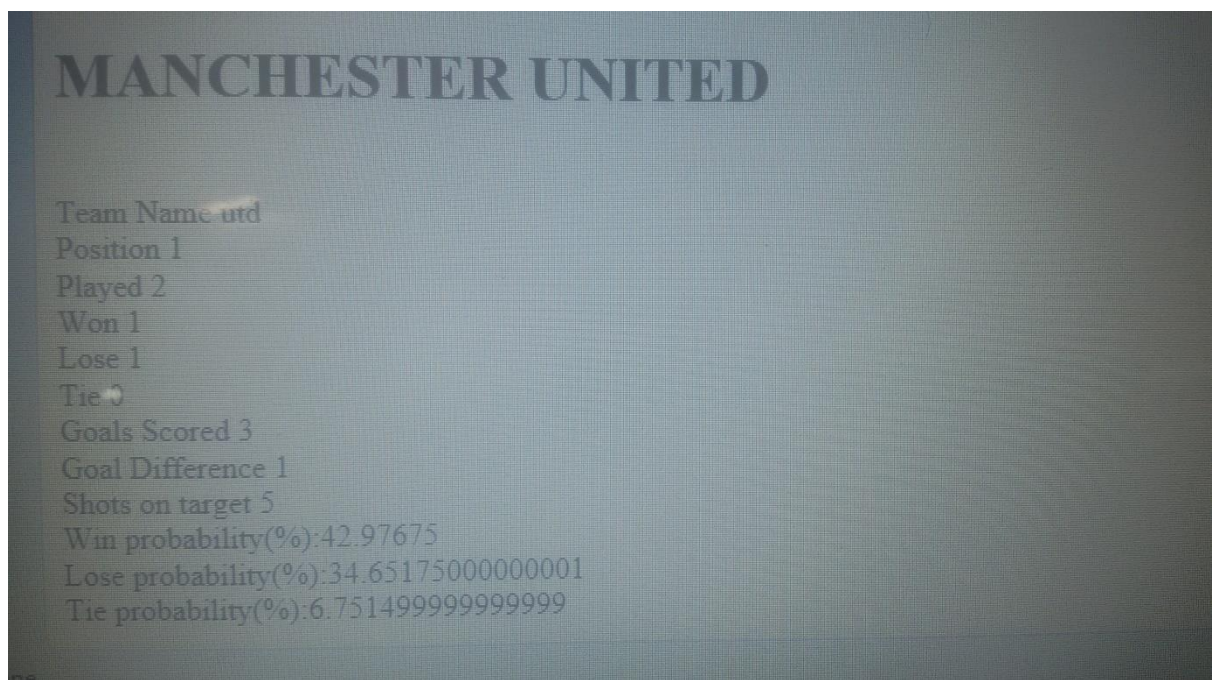 MANCHESTER UNITED
Team Name utd
Position 1
Played 2
Won 1
Lose 1
Tie 0
Goals Scored 3
Goal Difference 1
Shots on target 5
Win probability(%):42.97675
Lose probability(%):34.65175000000001
Tie probability(%):6.751499999999999